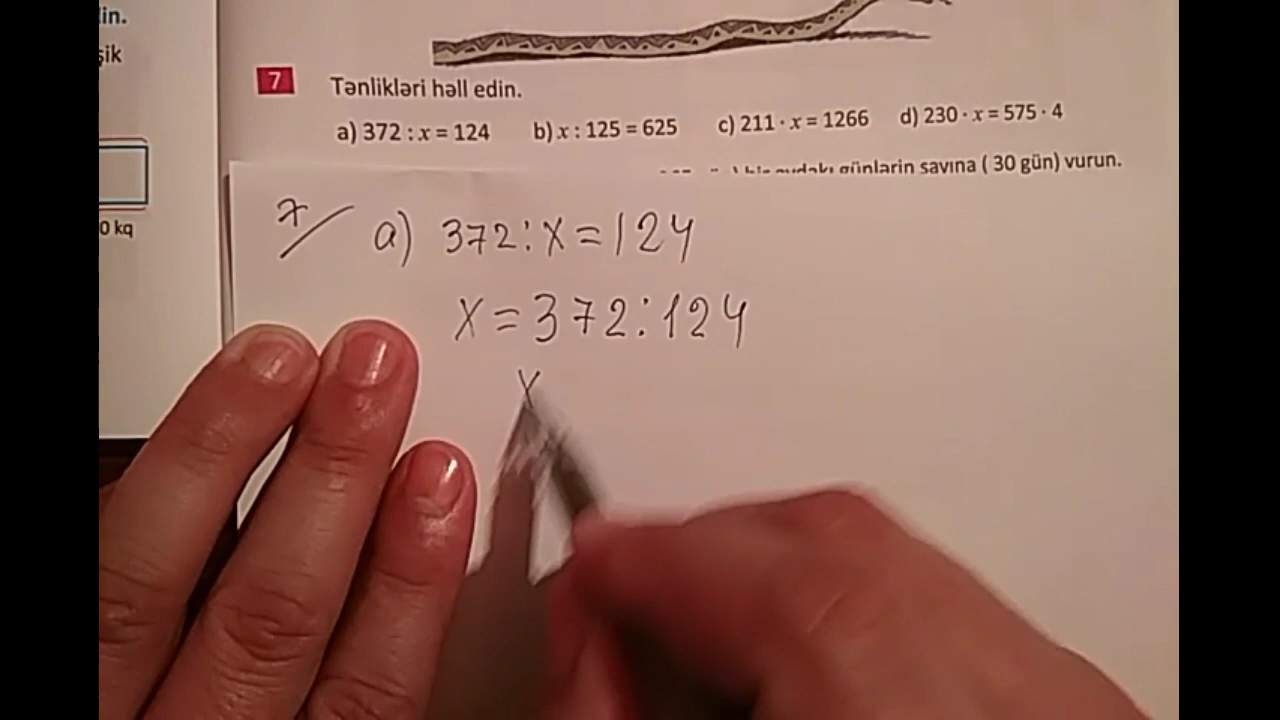 in.
şik
0 kq
7 Tənlikləri həll edin.
a) 372 : x = 124 b) x : 125 = 625 c) 211 · x = 1266 d) 230 · x = 575 · 4
günlərin sayına ( 30 gün) vurun.
7/ a) 372:x=124
x=372:124
x